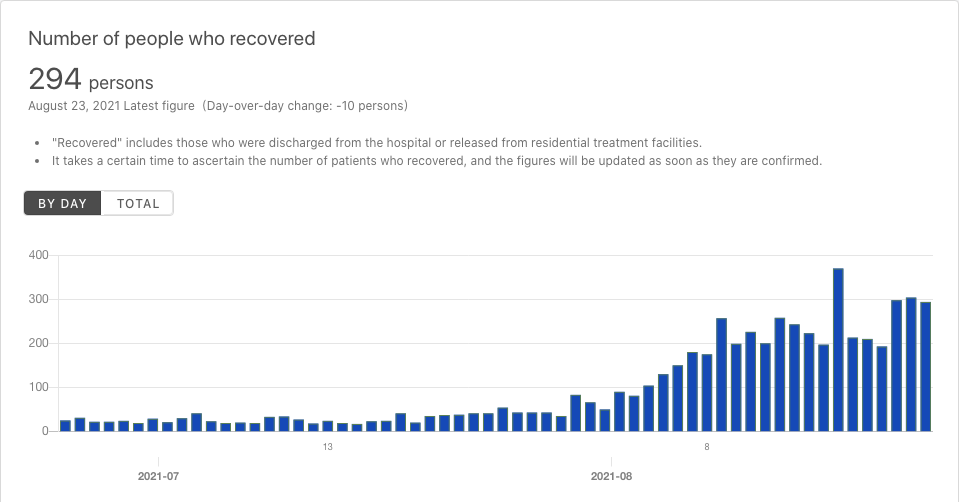 Number of people who recovered
294 persons
August 23, 2021 Latest figure (Day-over-day change: -10 persons)
• "Recovered" includes those who were discharged from the hospital or released from residential treatment facilities.
• It takes a certain time to ascertain the number of patients who recovered, and the figures will be updated as soon as they are confirmed.
BY DAY TOTAL
400
300
200
100
0
13 8
2021-07 2021-08